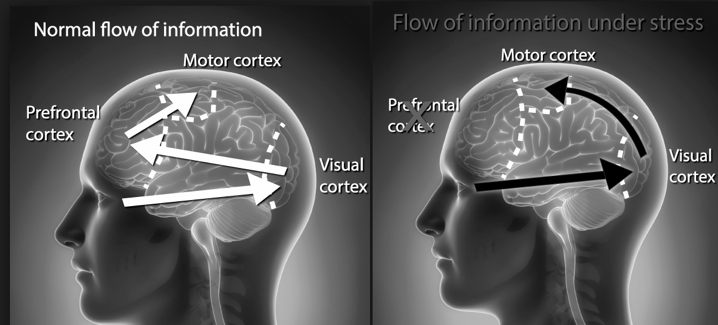 Normal flow of information
Motor cortex
Prefrontal
cortex
Visual
cortex
Flow of information under stress
Motor cortex
Prefrontal
cortex
Visual
cortex